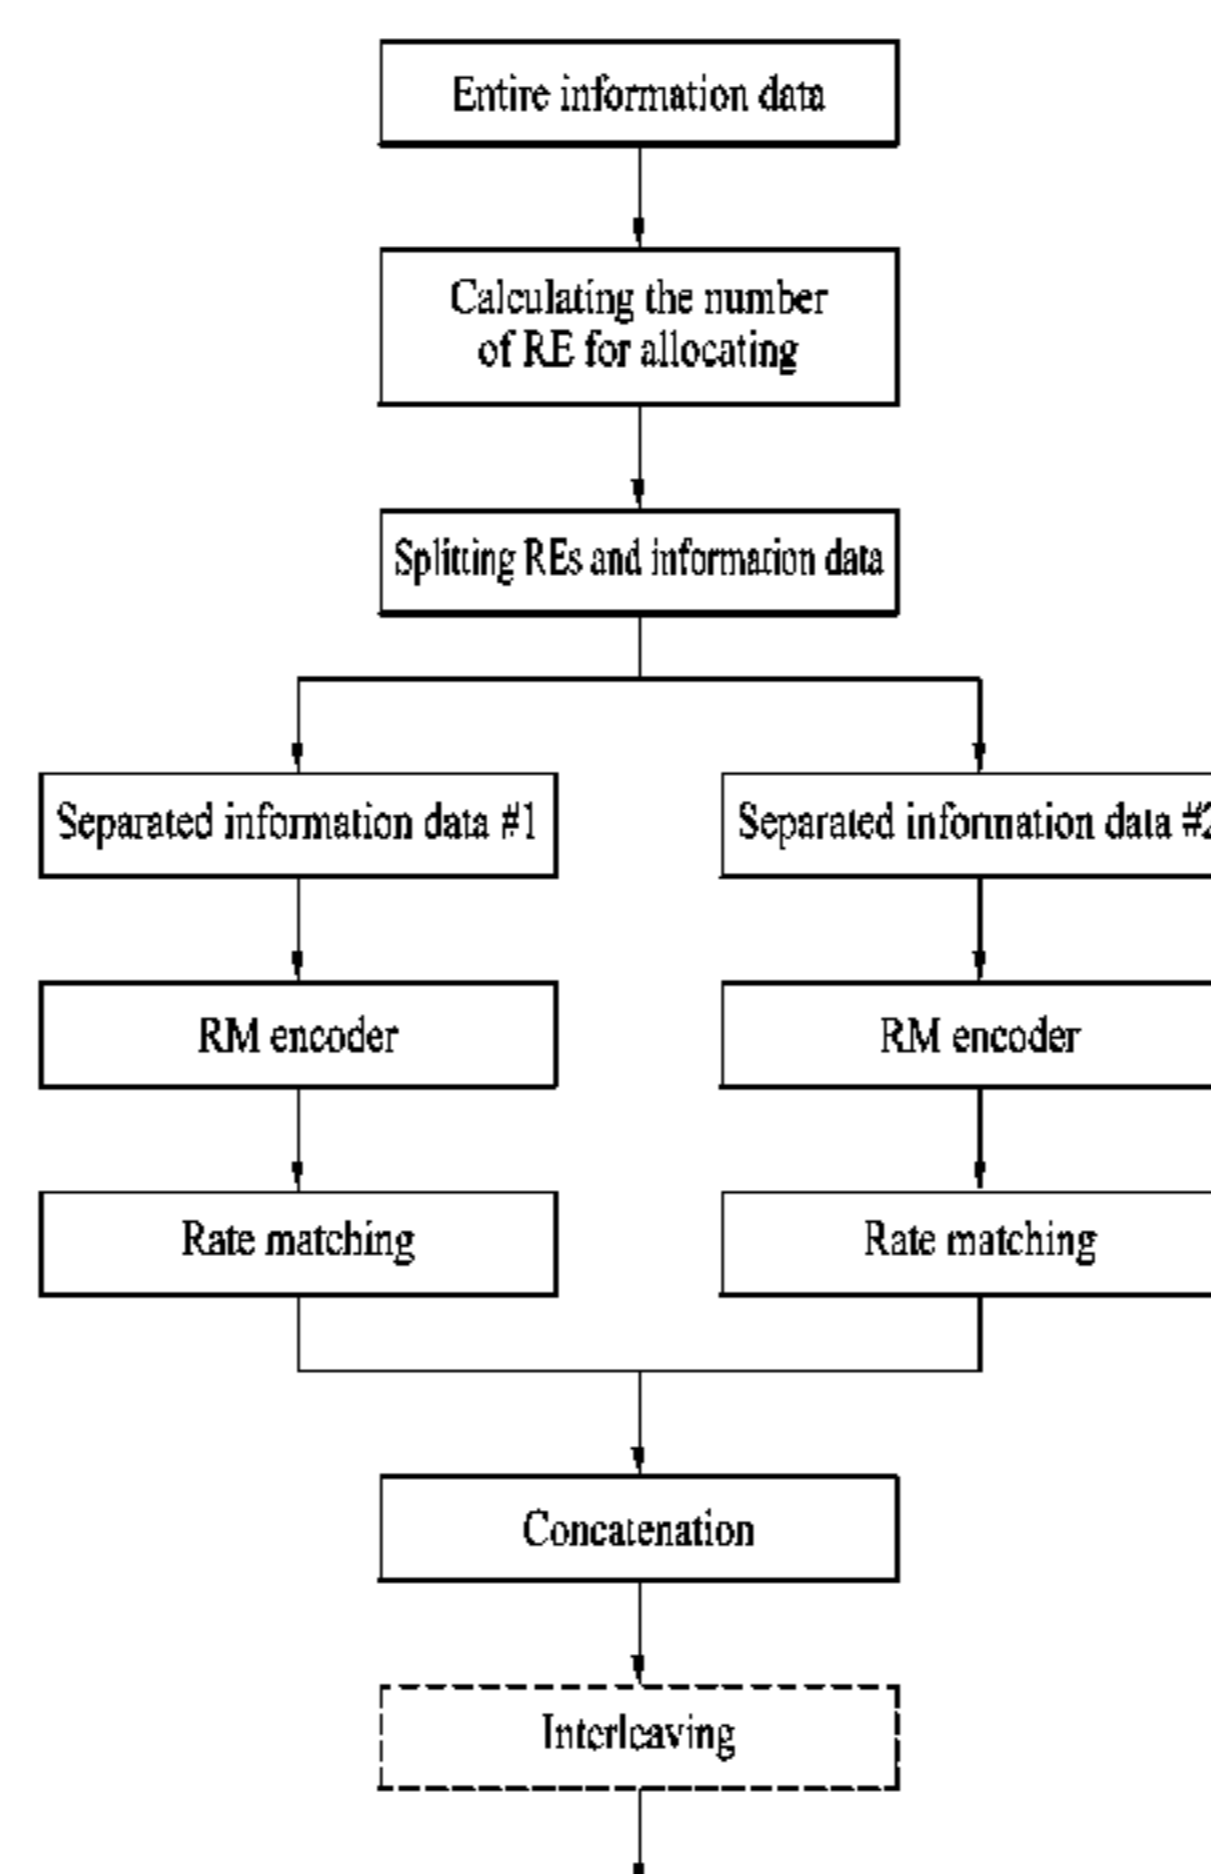 Entire information data
Calculating the number
of RE for allocating
Splitting REs and information data
Separated information data #1
Separated information data #2
RM encoder
RM encoder
Rate matching
Rate matching
Concatenation
Interleaving